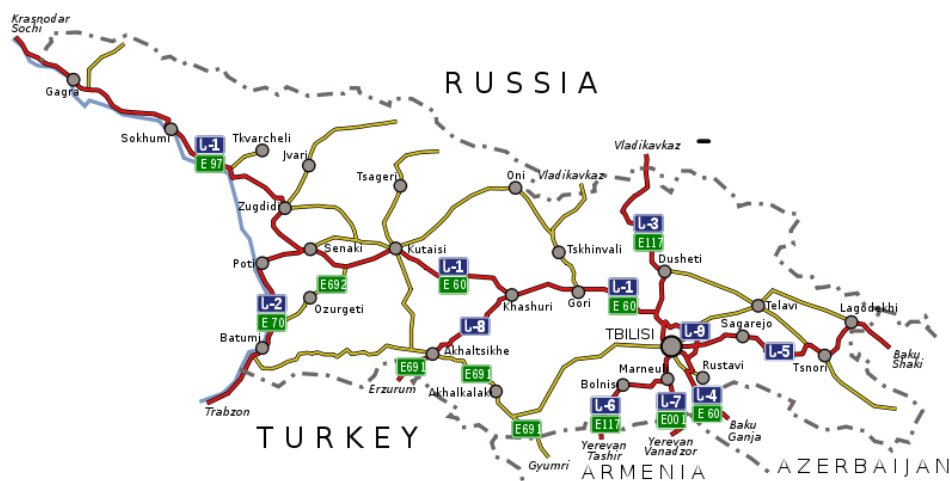 Krasnodar
Sochi
Gagra
Sokhumi
Tkvarcheli
Jvari
Zugdidi
Tsageri
Oni
Vladikavkaz
RUSSIA
Vladikavkaz
ს-1
E 97
ს-3
E117
Dusheti
Senaki
Kutaisi
Tskhinvali
Poti
E692
Ozurgeti
ს-1
E 60
Khashuri
Gori
ს-1
E 60
Telavi
Lagodekhi
ს-2
E 70
Batumi
ს-8
Akhaltsikhe
E691
E691
Erzurum
Akhalkalaki
TBILISI
ს-9
Sagarejo
ს-5
Tsnori
Baku
Shaki
Marneuli
Rustavi
Bolnisi
ს-6
E117
ს-7
E001
ს-4
E 60
Trabzon
TURKEY
E691
Gyumri
Yerevan
Tashir
Yerevan
Vanadzor
Baku
Ganja
ARMENIA
AZERBAIJAN